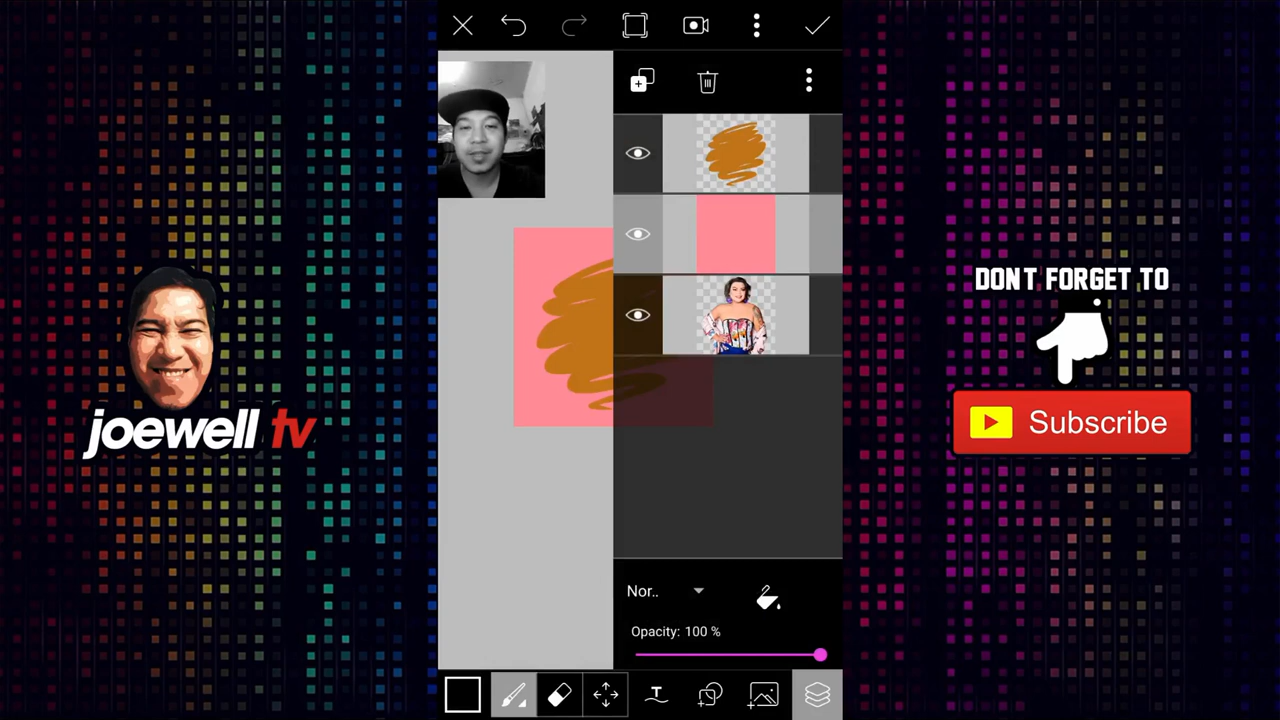 joewell tv
Nor..
Opacity: 100 %
T
DONT FORGET TO
Subscribe